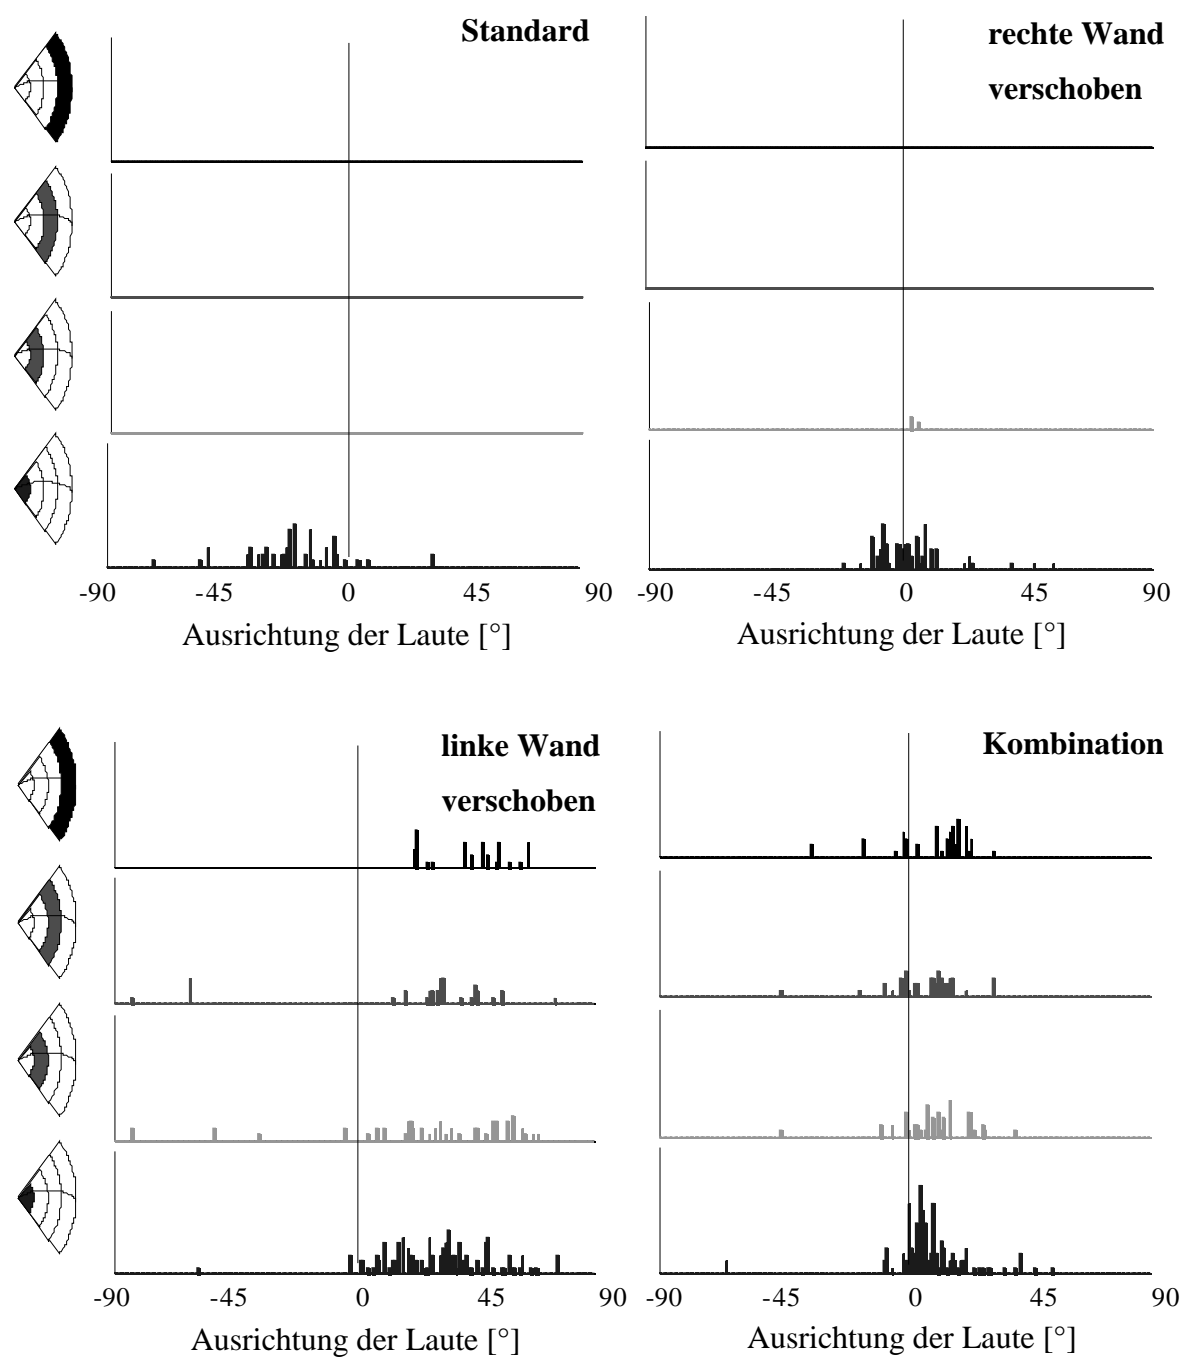 Standard
rechte Wand
verschoben
-90 -45 0 45 90
Ausrichtung der Laute [°]
-90 -45 0 45 90
Ausrichtung der Laute [°]
linke Wand
verschoben
Kombination
-90 -45 0 45 90
Ausrichtung der Laute [°]
-90 -45 0 45 90
Ausrichtung der Laute [°]